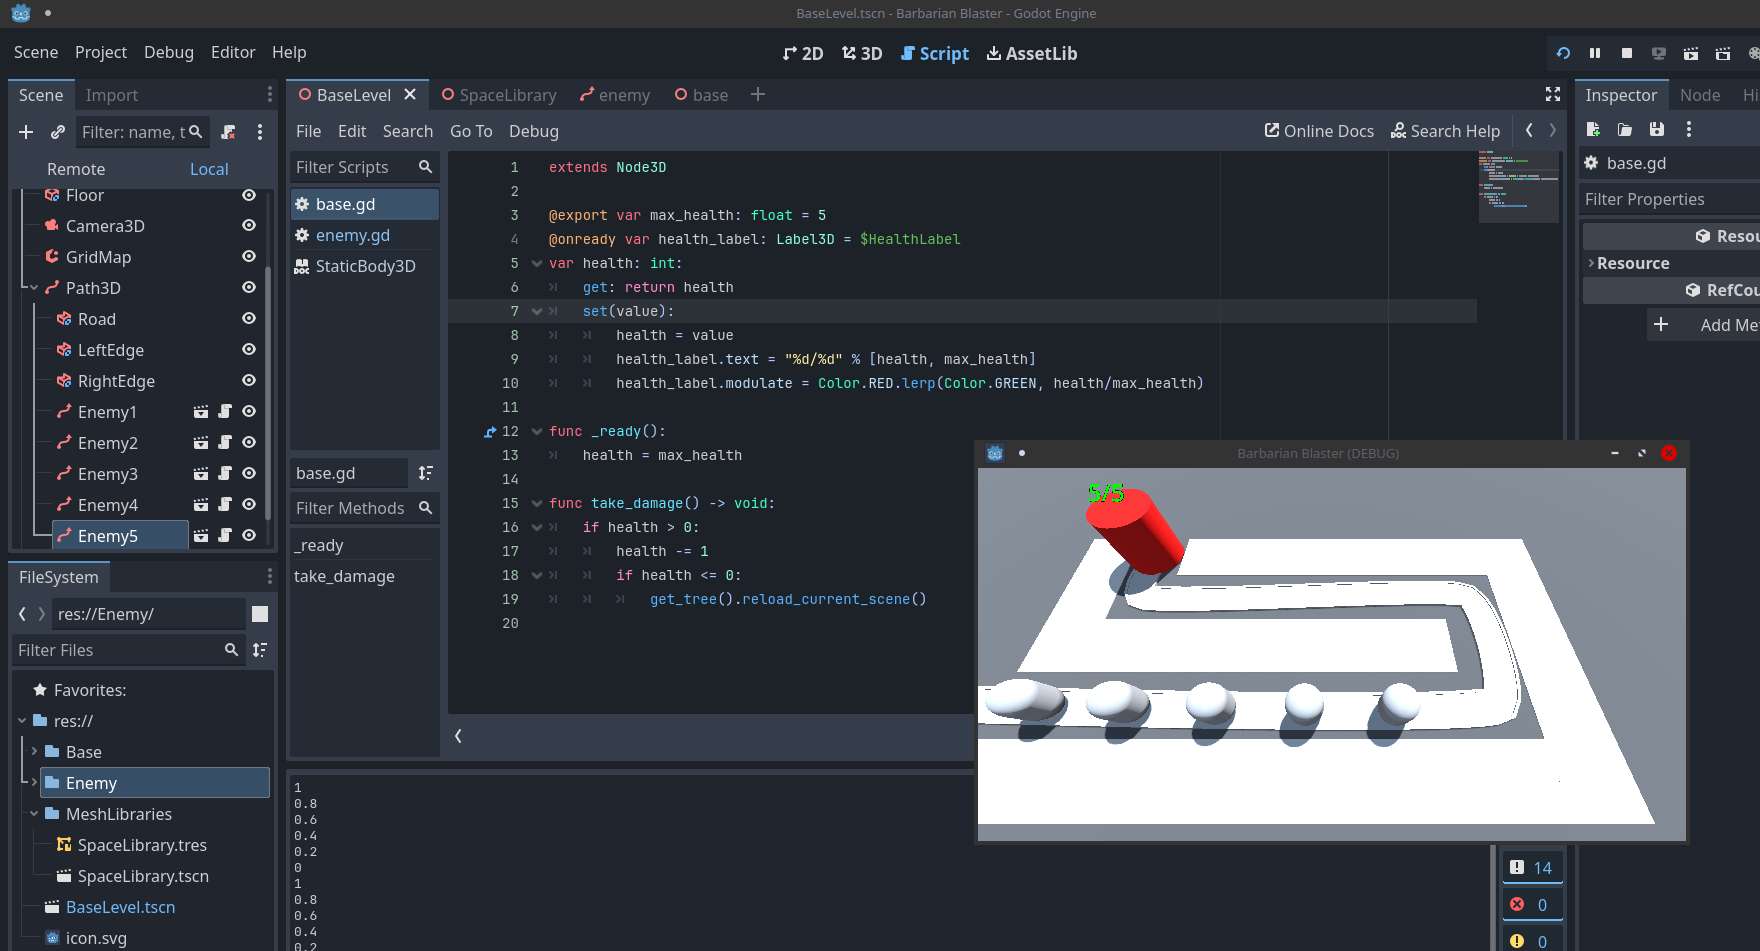 BaseLevel.tscn - Barbarian Blaster - Godot Engine
Scene Project Debug Editor Help
2D 3D Script AssetLib
Scene Import
Filter: name, t
Remote Local
Floor
Camera3D
GridMap
Path3D
Road
LeftEdge
RightEdge
Enemy1
Enemy2
Enemy3
Enemy4
Enemy5
FileSystem
res://Enemy/
Filter Files
Favorites:
res://
Base
Enemy
MeshLibraries
SpaceLibrary.tres
SpaceLibrary.tscn
BaseLevel.tscn
icon.svg
BaseLevel SpaceLibrary enemy base
File Edit Search Go To Debug
Online Docs Search Help
Filter Scripts
base.gd
enemy.gd
StaticBody3D
base.gd
Filter Methods
_ready
take_damage
1 extends Node3D
2
3 @export var max_health: float = 5
4 @onready var health_label: Label3D = $HealthLabel
5 var health: int:
6 get: return health
7 set(value):
8 health = value
9 health_label.text = "%d/%d" % [health, max_health]
10 health_label.modulate = Color.RED.lerp(Color.GREEN, health/max_health)
11
12 func _ready():
13 health = max_health
14
15 func take_damage() -> void:
16 if health > 0:
17 health -= 1
18 if health <= 0:
19 get_tree().reload_current_scene()
20
1
0.8
0.6
0.4
0.2
0
1
0.8
0.6
0.4
0.2
Barbarian Blaster (DEBUG)
5/5
14
0
0
Inspector Node Hi
base.gd
Filter Properties
Resou
Resource
RefCou
Add Me